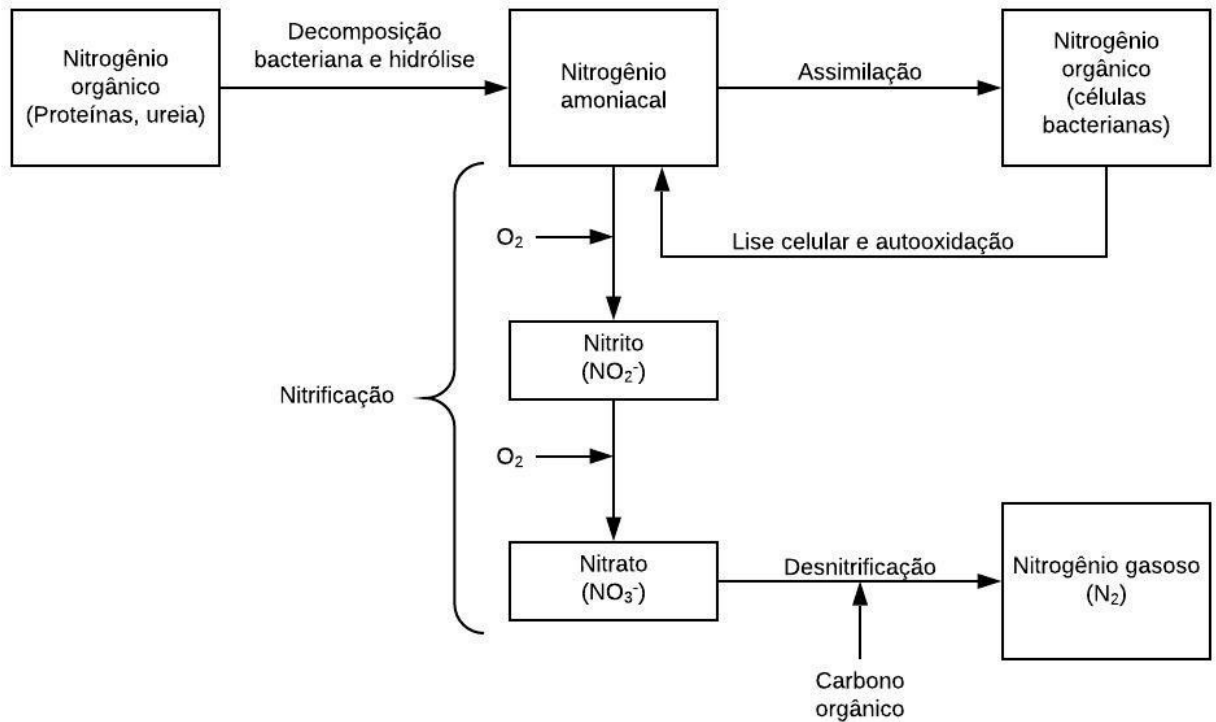 Nitrogênio
orgânico
(Proteínas, ureia)
Decomposição
bacteriana e hidrólise
Nitrogênio
amoniacal
Assimilação
Nitrogênio
orgânico
(células
bacterianas)
O₂
Lise celular e autooxidação
Nitrito
(NO₂⁻)
Nitrificação
O₂
Nitrato
(NO₃⁻)
Desnitrificação
Nitrogênio gasoso
(N₂)
Carbono
orgânico